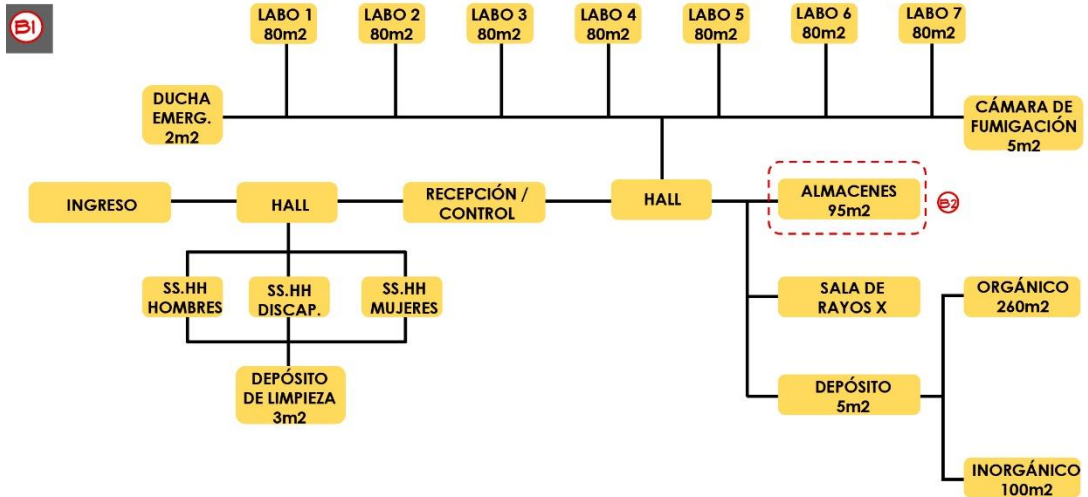 B1
LABO 1
80m2
LABO 2
80m2
LABO 3
80m2
LABO 4
80m2
LABO 5
80m2
LABO 6
80m2
LABO 7
80m2
DUCHA
EMERG.
2m2
CÁMARA DE
FUMIGACIÓN
5m2
INGRESO
HALL
RECEPCIÓN /
CONTROL
HALL
ALMACENES
95m2
B2
SS.HH
HOMBRES
SS.HH
DISCAP.
SS.HH
MUJERES
SALA DE
RAYOS X
ORGÁNICO
260m2
DEPÓSITO
DE LIMPIEZA
3m2
DEPÓSITO
5m2
INORGÁNICO
100m2